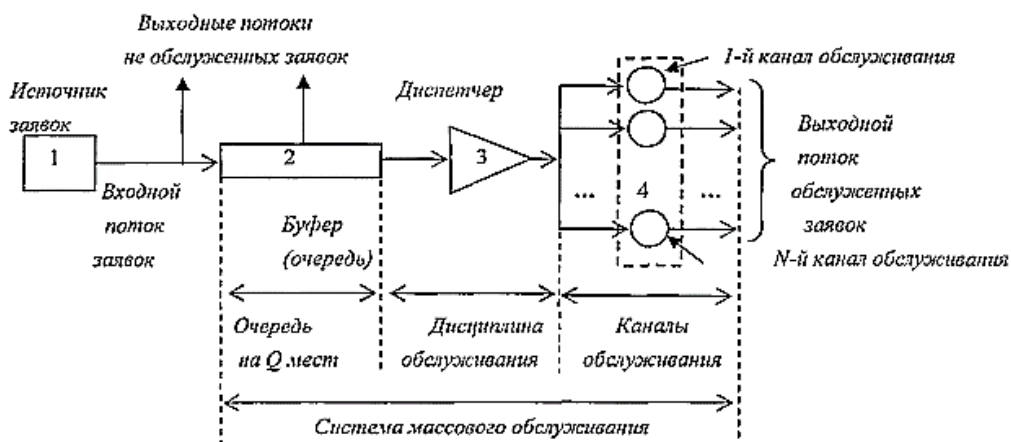 Выходные потоки
не обслуженных заявок
1-й канал обслуживания
Источник
заявок
Диспетчер
1
2
3
4
... ...
Входной
поток
заявок
Буфер
(очередь)
Выходной
поток
обслуженных
заявок
N-й канал обслуживания
Очередь
на Q мест
Дисциплина
обслуживания
Каналы
обслуживания
Система массового обслуживания